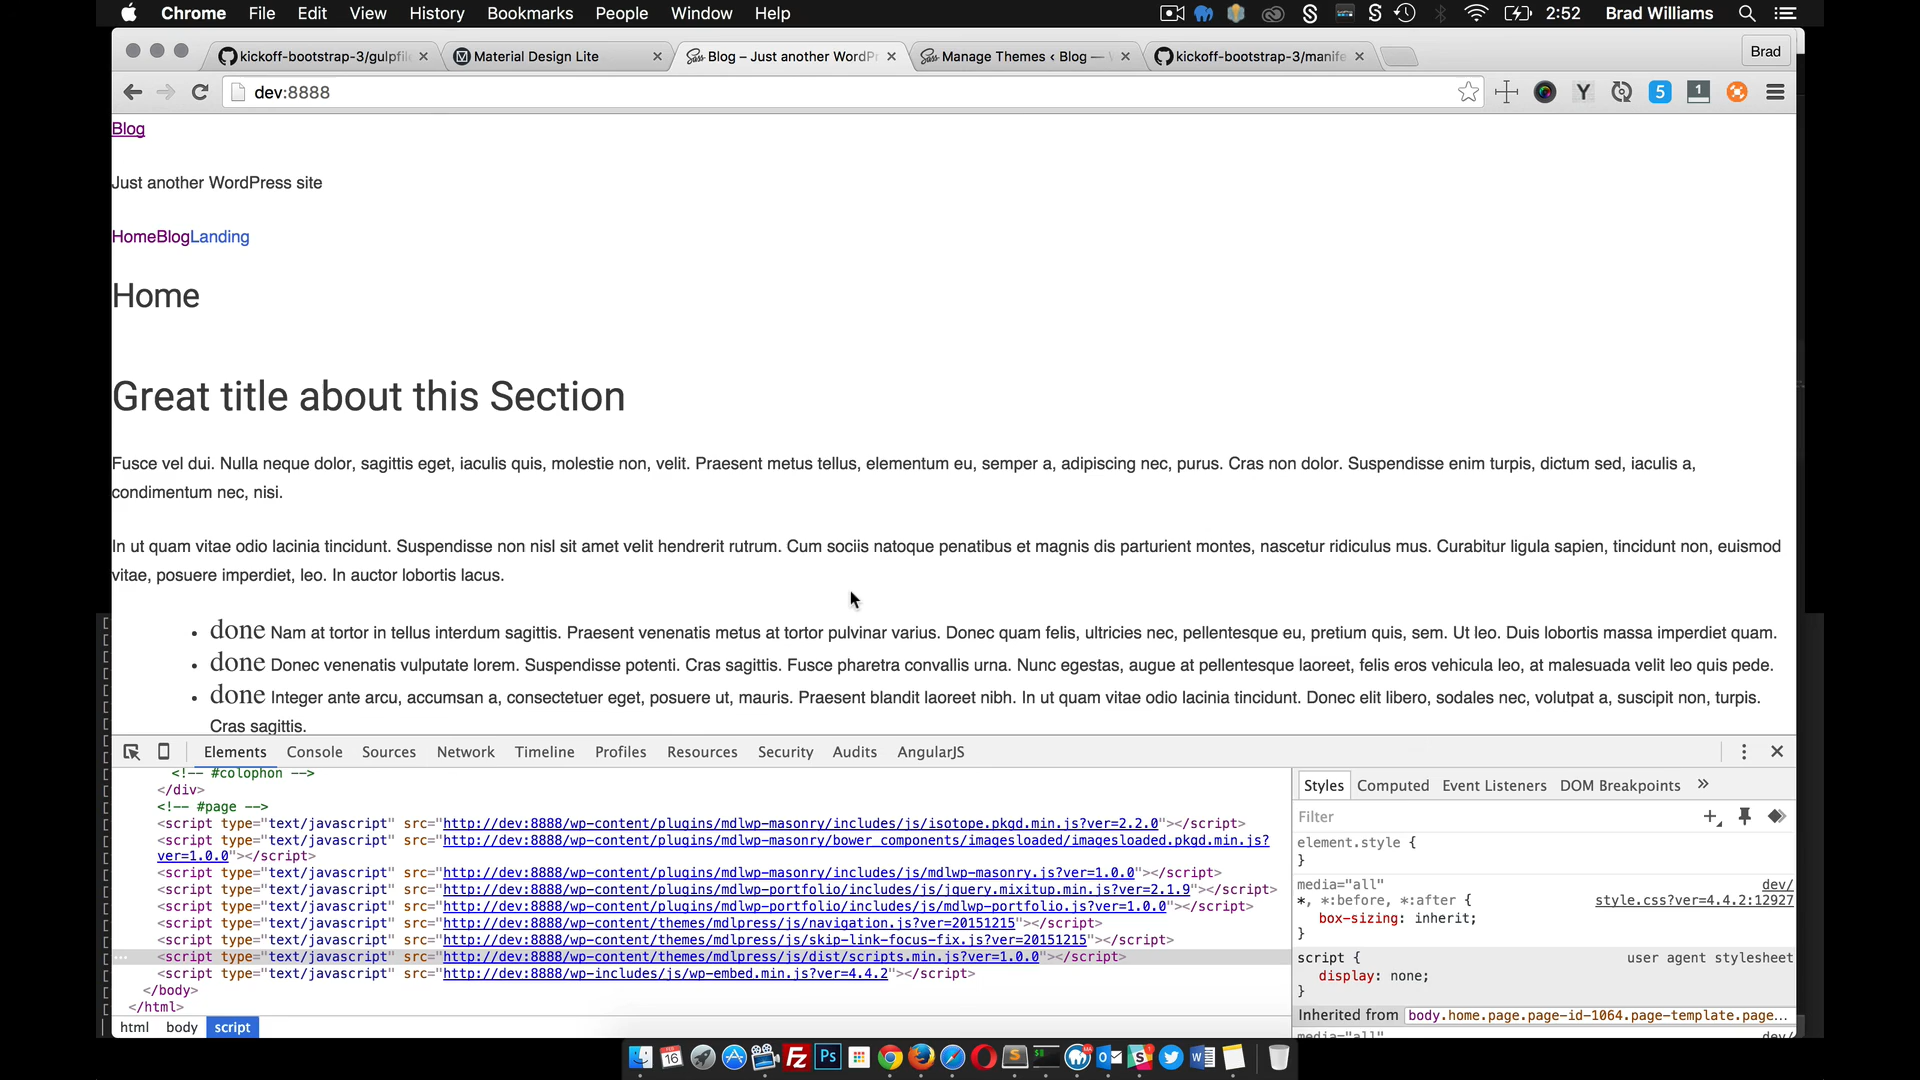 Chrome File Edit View History Bookmarks People Window Help 2:52 Brad Williams
kickoff-bootstrap-3/gulpfil Material Design Lite Blog – Just another WordPr Manage Themes ‹ Blog — kickoff-bootstrap-3/manife Brad
dev:8888 Y 5 1
Blog
Just another WordPress site
HomeBlogLanding
Home
Great title about this Section
Fusce vel dui. Nulla neque dolor, sagittis eget, iaculis quis, molestie non, velit. Praesent metus tellus, elementum eu, semper a, adipiscing nec, purus. Cras non dolor. Suspendisse enim turpis, dictum sed, iaculis a,
condimentum nec, nisi.
In ut quam vitae odio lacinia tincidunt. Suspendisse non nisl sit amet velit hendrerit rutrum. Cum sociis natoque penatibus et magnis dis parturient montes, nascetur ridiculus mus. Curabitur ligula sapien, tincidunt non, euismod
vitae, posuere imperdiet, leo. In auctor lobortis lacus.
• done Nam at tortor in tellus interdum sagittis. Praesent venenatis metus at tortor pulvinar varius. Donec quam felis, ultricies nec, pellentesque eu, pretium quis, sem. Ut leo. Duis lobortis massa imperdiet quam.
• done Donec venenatis vulputate lorem. Suspendisse potenti. Cras sagittis. Fusce pharetra convallis urna. Nunc egestas, augue at pellentesque laoreet, felis eros vehicula leo, at malesuada velit leo quis pede.
• done Integer ante arcu, accumsan a, consectetuer eget, posuere ut, mauris. Praesent blandit laoreet nibh. In ut quam vitae odio lacinia tincidunt. Donec elit libero, sodales nec, volutpat a, suscipit non, turpis.
Cras sagittis.
Elements Console Sources Network Timeline Profiles Resources Security Audits AngularJS
<!-- #colophon -->
</div>
<!-- #page -->
<script type="text/javascript" src="http://dev:8888/wp-content/plugins/mdlwp-masonry/includes/js/isotope.pkgd.min.js?ver=2.2.0"></script>
<script type="text/javascript" src="http://dev:8888/wp-content/plugins/mdlwp-masonry/bower_components/imagesloaded/imagesloaded.pkgd.min.js?
ver=1.0.0"></script>
<script type="text/javascript" src="http://dev:8888/wp-content/plugins/mdlwp-masonry/includes/js/mdlwp-masonry.js?ver=1.0.0"></script>
<script type="text/javascript" src="http://dev:8888/wp-content/plugins/mdlwp-portfolio/includes/js/jquery.mixitup.min.js?ver=2.1.9"></script>
<script type="text/javascript" src="http://dev:8888/wp-content/plugins/mdlwp-portfolio/includes/js/mdlwp-portfolio.js?ver=1.0.0"></script>
<script type="text/javascript" src="http://dev:8888/wp-content/themes/mdlpress/js/navigation.js?ver=20151215"></script>
<script type="text/javascript" src="http://dev:8888/wp-content/themes/mdlpress/js/skip-link-focus-fix.js?ver=20151215"></script>
<script type="text/javascript" src="http://dev:8888/wp-content/themes/mdlpress/js/dist/scripts.min.js?ver=1.0.0"></script>
<script type="text/javascript" src="http://dev:8888/wp-includes/js/wp-embed.min.js?ver=4.4.2"></script>
</body>
</html>
html body script
Styles Computed Event Listeners DOM Breakpoints »
Filter
element.style {
}
media="all" dev/
*, *:before, *:after { style.css?ver=4.4.2:12927
box-sizing: inherit;
}
script { user agent stylesheet
display: none;
}
Inherited from body.home.page.page-id-1064.page-template.page...
media="all" dev/
16 Fz Ps